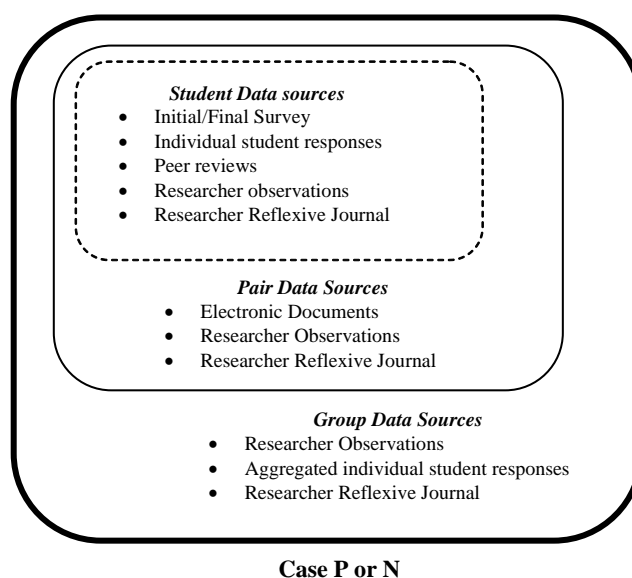 Student Data sources
• Initial/Final Survey
• Individual student responses
• Peer reviews
• Researcher observations
• Researcher Reflexive Journal
Pair Data Sources
• Electronic Documents
• Researcher Observations
• Researcher Reflexive Journal
Group Data Sources
• Researcher Observations
• Aggregated individual student responses
• Researcher Reflexive Journal
Case P or N